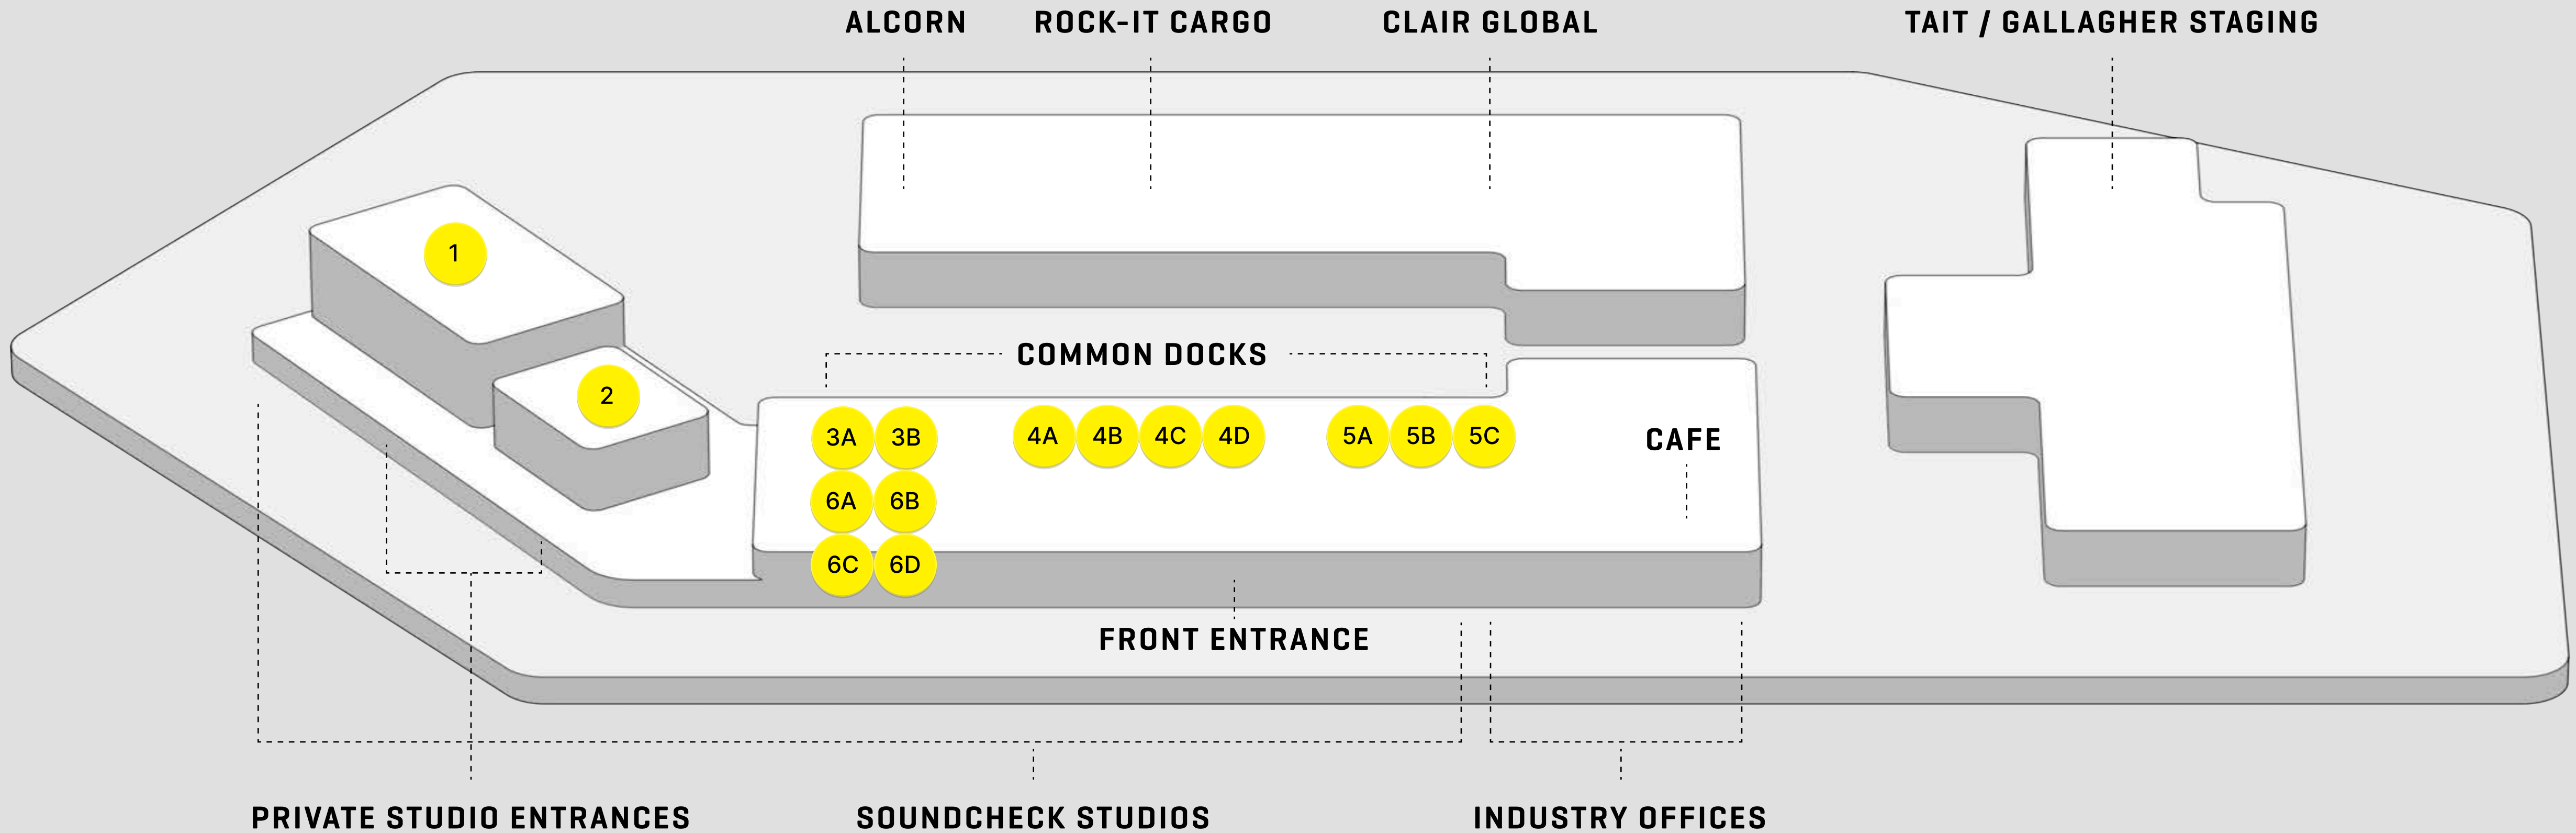 ALCORN
ROCK-IT CARGO
CLAIR GLOBAL
TAIT / GALLAGHER STAGING
1
2
COMMON DOCKS
3A 3B
4A 4B 4C 4D
5A 5B 5C
CAFE
6A 6B
6C 6D
FRONT ENTRANCE
PRIVATE STUDIO ENTRANCES
SOUNDCHECK STUDIOS
INDUSTRY OFFICES